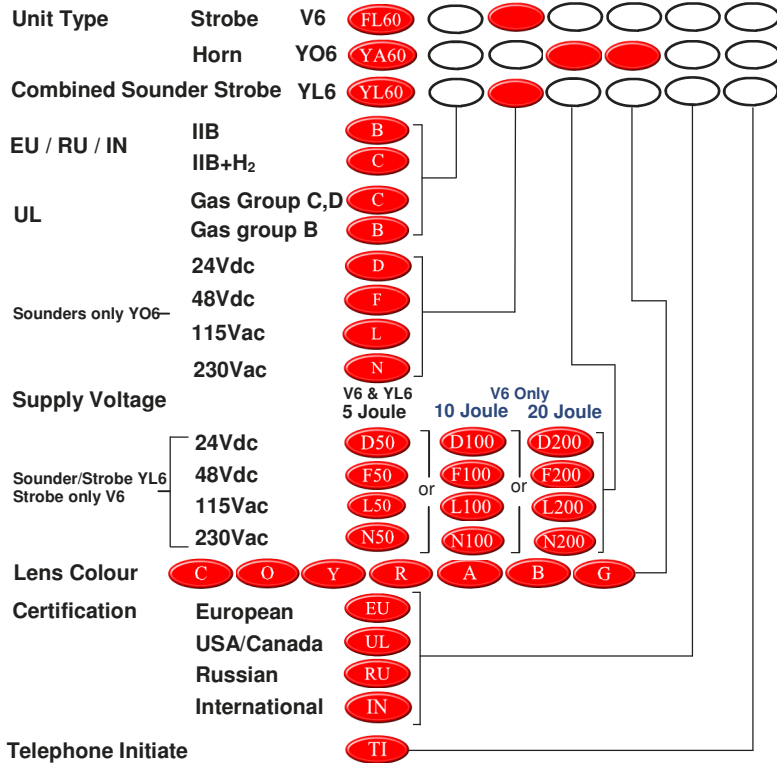 Unit Type Strobe V6 FL60
Horn YO6 YA60
Combined Sounder Strobe YL6 YL60
EU / RU / IN
IIB B
IIB+H₂ C
UL
Gas Group C,D C
Gas group B B
24Vdc D
48Vdc F
Sounders only YO6
115Vac L
230Vac N
Supply Voltage
V6 & YL6 V6 Only
5 Joule 10 Joule 20 Joule
24Vdc D50 D100 D200
Sounder/Strobe YL6
Strobe only V6
48Vdc F50 or F100 or F200
115Vac L50 L100 L200
230Vac N50 N100 N200
Lens Colour C O Y R A B G
Certification European EU
USA/Canada UL
Russian RU
International IN
Telephone Initiate TI